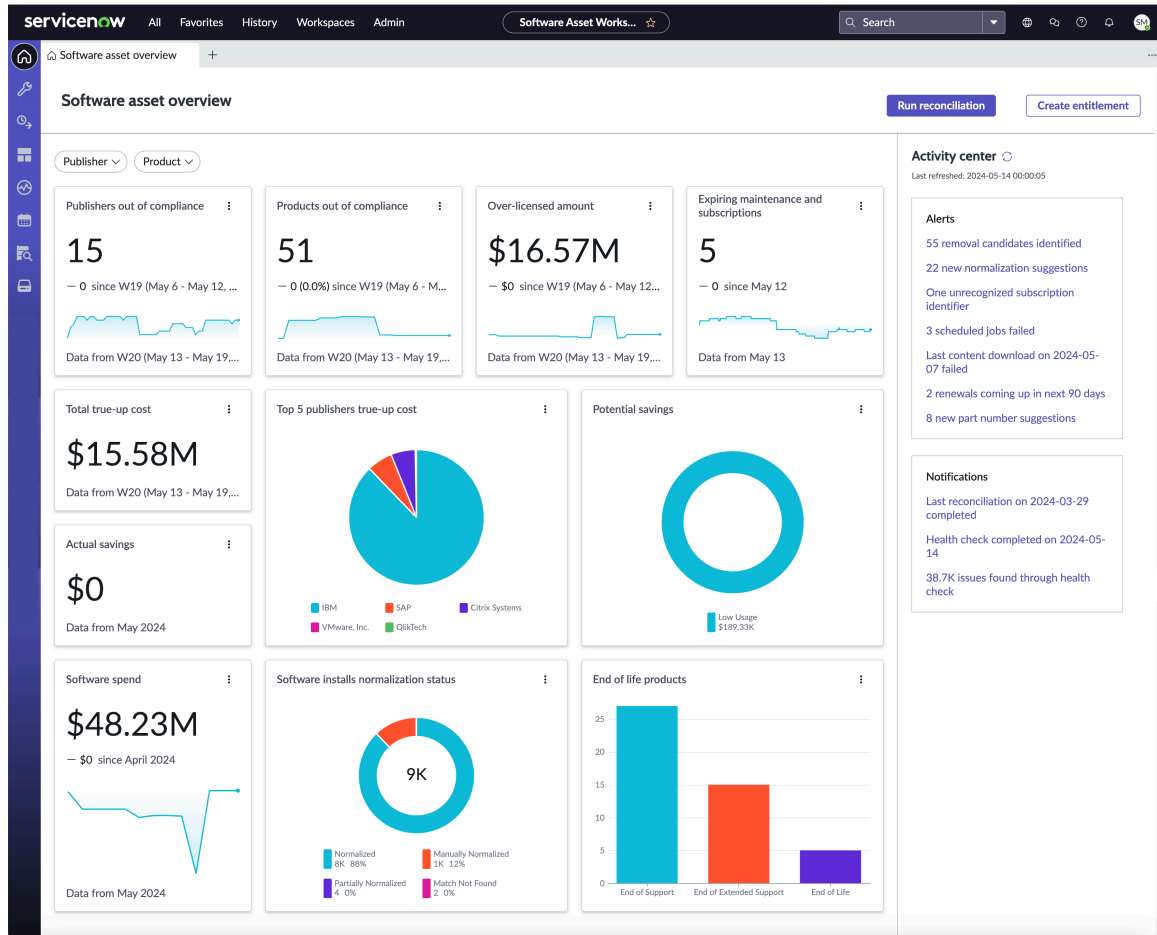 servicenow
All
Favorites
History
Workspaces
Admin
Software Asset Works...
Search
SM
Software asset overview
Software asset overview
Run reconciliation
Create entitlement
Publisher
Product
Publishers out of compliance
15
— 0 since W19 (May 6 - May 12, ...
Data from W20 (May 13 - May 19,...
Products out of compliance
51
— 0 (0.0%) since W19 (May 6 - M...
Data from W20 (May 13 - May 19,...
Over-licensed amount
$16.57M
— $0 since W19 (May 6 - May 12...
Data from W20 (May 13 - May 19,...
Expiring maintenance and
subscriptions
5
— 0 since May 12
Data from May 13
Total true-up cost
$15.58M
Data from W20 (May 13 - May 19,...
Actual savings
$0
Data from May 2024
Top 5 publishers true-up cost
IBM
SAP
Citrix Systems
VMware, Inc.
QlikTech
Potential savings
Low Usage
$189.33K
Software spend
$48.23M
— $0 since April 2024
Data from May 2024
Software installs normalization status
9K
Normalized
8K 88%
Manually Normalized
1K 12%
Partially Normalized
4 0%
Match Not Found
2 0%
End of life products
25
20
15
10
5
0
End of Support
End of Extended Support
End of Life
Activity center
Last refreshed: 2024-05-14 00:00:05
Alerts
55 removal candidates identified
22 new normalization suggestions
One unrecognized subscription
identifier
3 scheduled jobs failed
Last content download on 2024-05-
07 failed
2 renewals coming up in next 90 days
8 new part number suggestions
Notifications
Last reconciliation on 2024-03-29
completed
Health check completed on 2024-05-
14
38.7K issues found through health
check